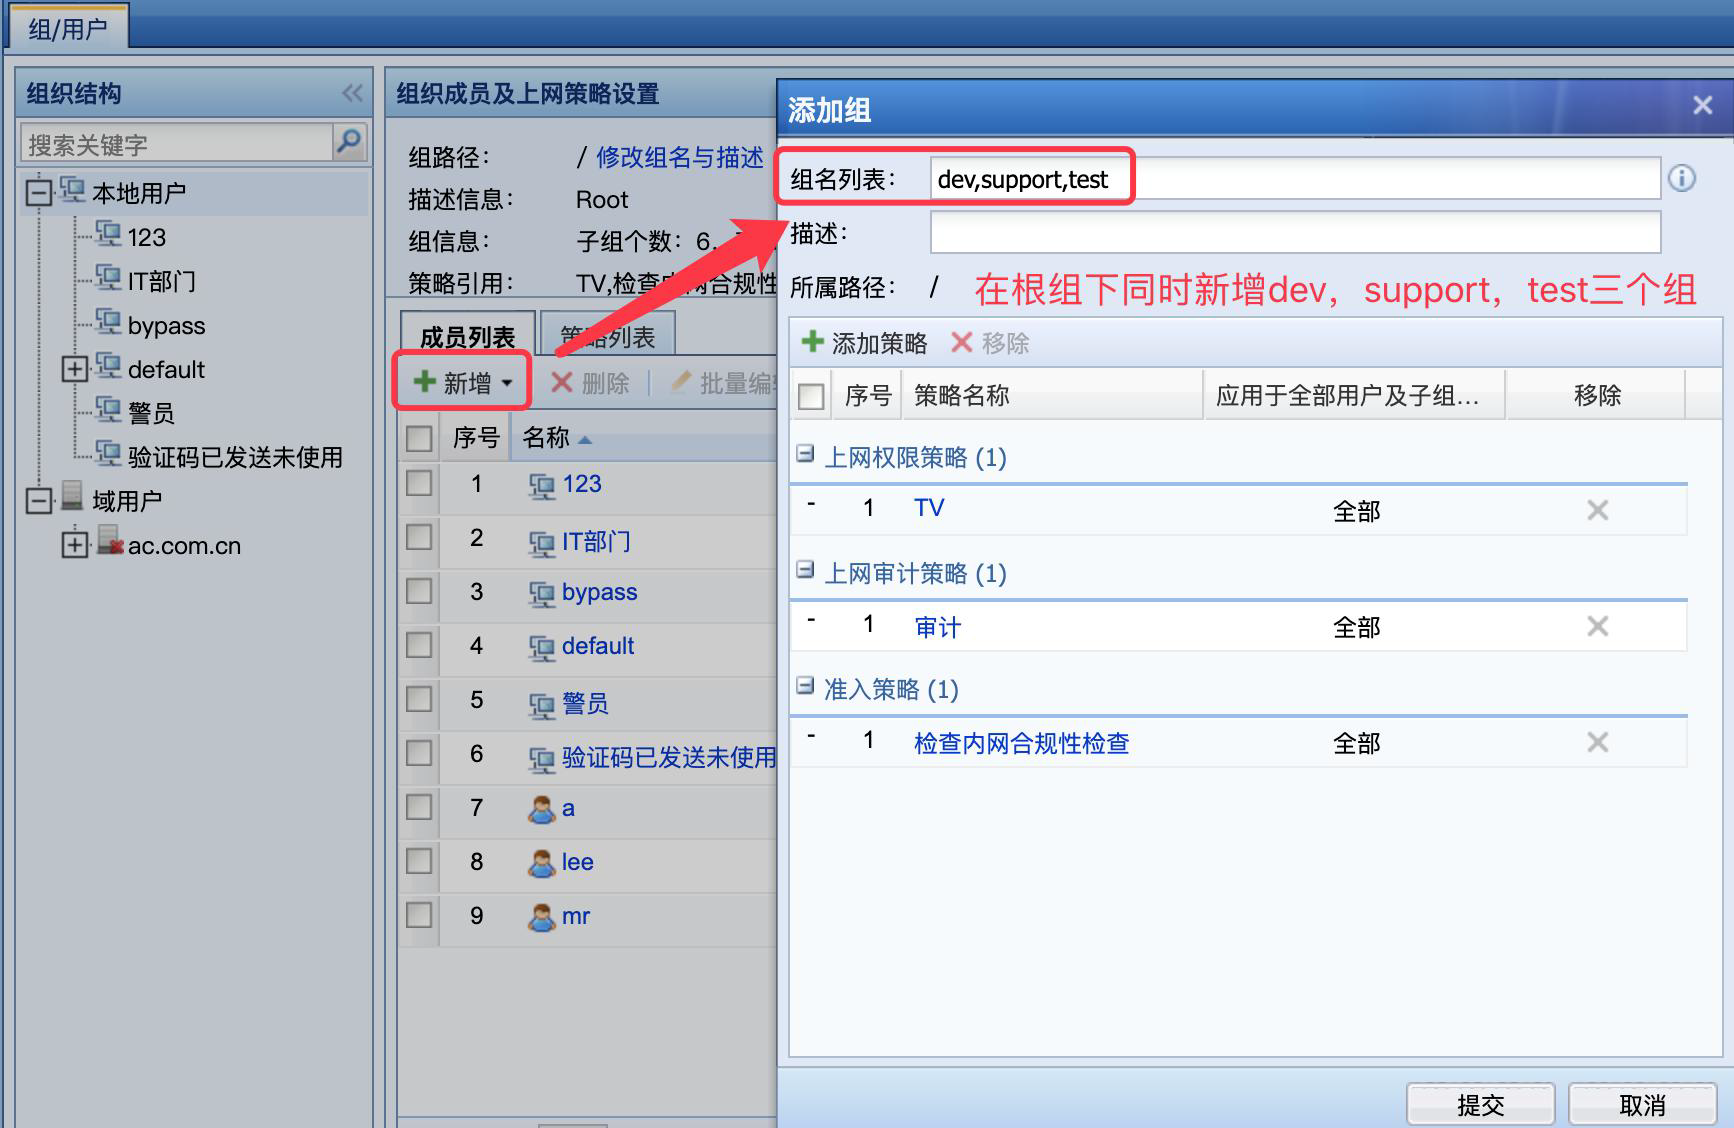 组/用户
组织结构
搜索关键字
本地用户
123
IT部门
bypass
default
警员
验证码已发送未使用
域用户
ac.com.cn
组织成员及上网策略设置
组路径： / 修改组名与描述
描述信息： Root
组信息： 子组个数：6，
策略引用： TV,检查内网合规性
成员列表 策略列表
新增 删除 批量编
序号 名称
1 123
2 IT部门
3 bypass
4 default
5 警员
6 验证码已发送未使用
7 a
8 lee
9 mr
添加组
组名列表： dev,support,test
描述：
所属路径： / 在根组下同时新增dev，support，test三个组
添加策略 移除
序号 策略名称 应用于全部用户及子组... 移除
上网权限策略 (1)
- 1 TV 全部
上网审计策略 (1)
- 1 审计 全部
准入策略 (1)
- 1 检查内网合规性检查 全部
提交 取消